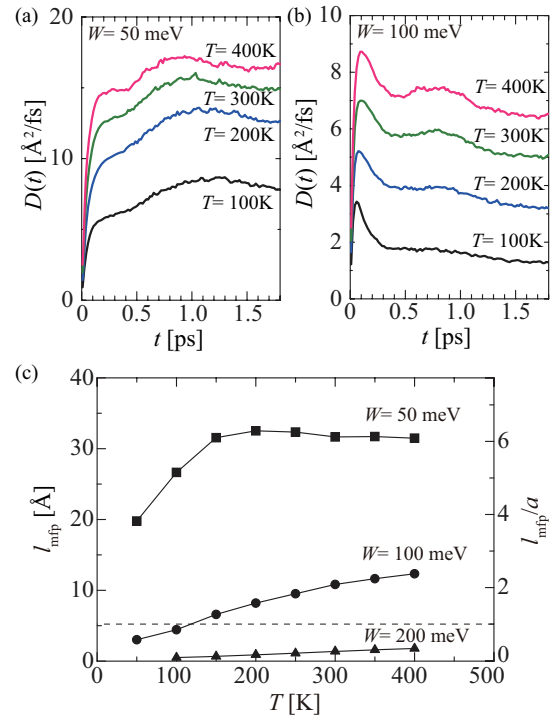 (a)
W= 50 meV
T= 400K
T= 300K
T= 200K
T= 100K
D(t) [Å²/fs]
20
10
0
0
0.5
1.0
1.5
t [ps]
(b)
W= 100 meV
T= 400K
T= 300K
T= 200K
T= 100K
D(t) [Å²/fs]
10
8
6
4
2
0
0
0.5
1.0
1.5
t [ps]
(c)
W= 50 meV
W= 100 meV
W= 200 meV
l_mfp [Å]
40
30
20
10
0
l_mfp/a
6
4
2
0
0
100
200
300
400
500
T [K]